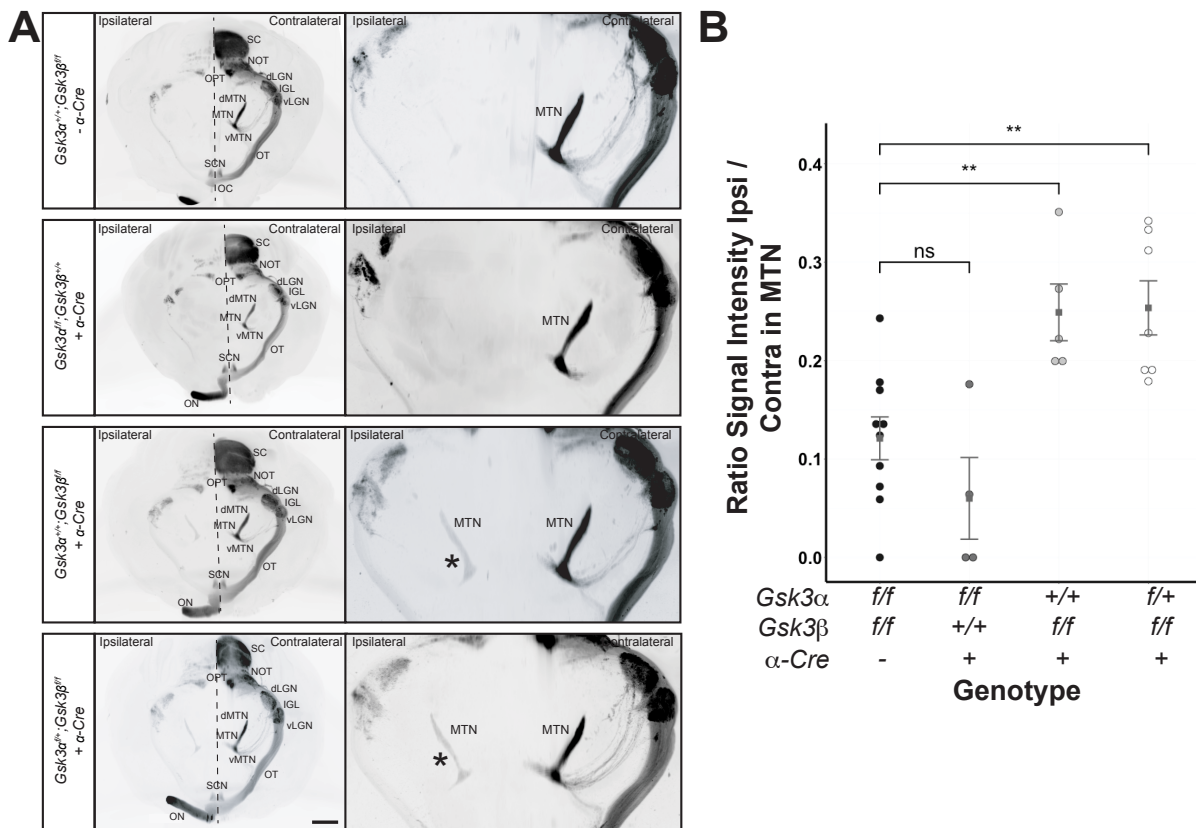 A
Ipsilateral
Contralateral
Ipsilateral
Contralateral
Gsk3α+/+;Gsk3βf/f
- α-Cre
SC
NOT
OPT
dLGN
IGL
vLGN
dMTN
MTN
vMTN
OT
SCN
OC
MTN
Ipsilateral
Contralateral
Ipsilateral
Contralateral
Gsk3αf/f;Gsk3β+/+
+ α-Cre
SC
NOT
OPT
dLGN
IGL
vLGN
dMTN
MTN
vMTN
OT
SCN
ON
MTN
Ipsilateral
Contralateral
Ipsilateral
Contralateral
Gsk3α+/+;Gsk3βf/f
+ α-Cre
SC
NOT
OPT
dLGN
IGL
vLGN
dMTN
MTN
vMTN
OT
SCN
ON
MTN
MTN
*
Ipsilateral
Contralateral
Ipsilateral
Contralateral
Gsk3αf/+;Gsk3βf/f
+ α-Cre
SC
NOT
OPT
dLGN
IGL
vLGN
dMTN
MTN
vMTN
OT
SCN
ON
MTN
MTN
*
B
Ratio Signal Intensity Ipsi /
Contra in MTN
**
**
ns
0.4
0.3
0.2
0.1
0.0
Gsk3α f/f f/f +/+ f/+
Gsk3β f/f +/+ f/f f/f
α-Cre - + + +
Genotype